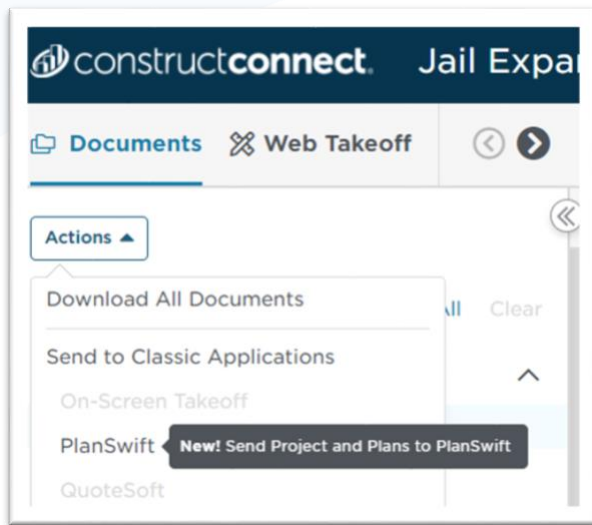 constructconnect. Jail Expa
Documents Web Takeoff
Actions
Download All Documents
All Clear
Send to Classic Applications
On-Screen Takeoff
PlanSwift New! Send Project and Plans to PlanSwift
QuoteSoft